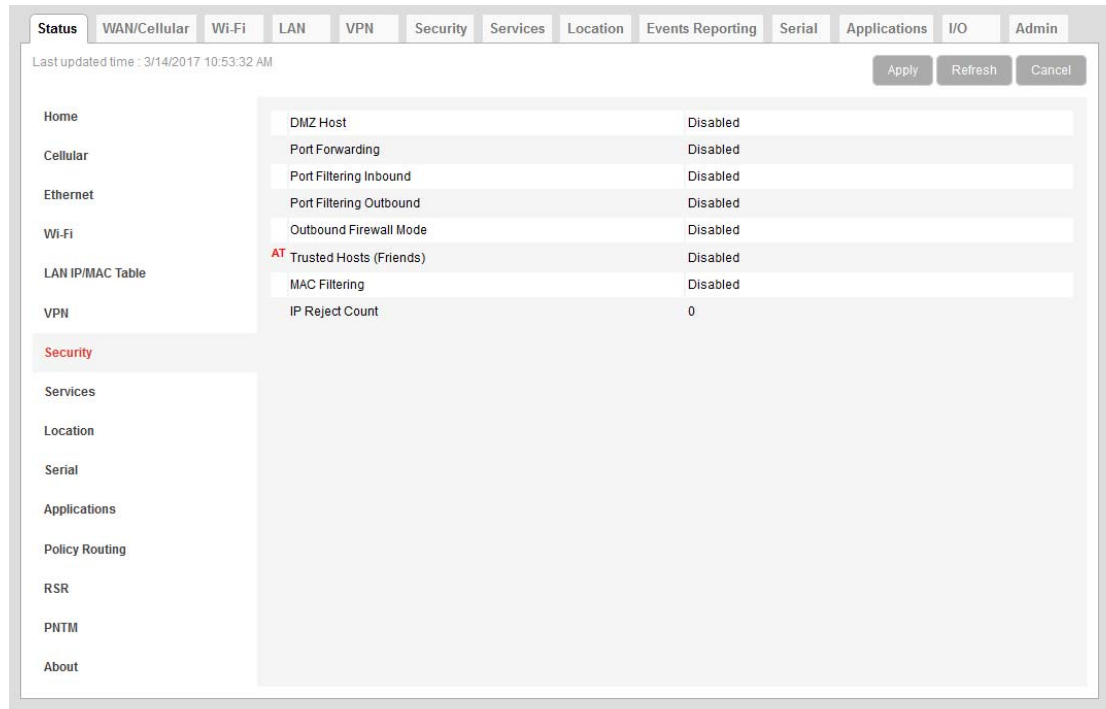 Status WAN/Cellular Wi-Fi LAN VPN Security Services Location Events Reporting Serial Applications I/O Admin
Last updated time : 3/14/2017 10:53:32 AM
Apply Refresh Cancel
Home
Cellular
Ethernet
Wi-Fi
LAN IP/MAC Table
VPN
Security
Services
Location
Serial
Applications
Policy Routing
RSR
PNTM
About
DMZ Host Disabled
Port Forwarding Disabled
Port Filtering Inbound Disabled
Port Filtering Outbound Disabled
Outbound Firewall Mode Disabled
AT Trusted Hosts (Friends) Disabled
MAC Filtering Disabled
IP Reject Count 0